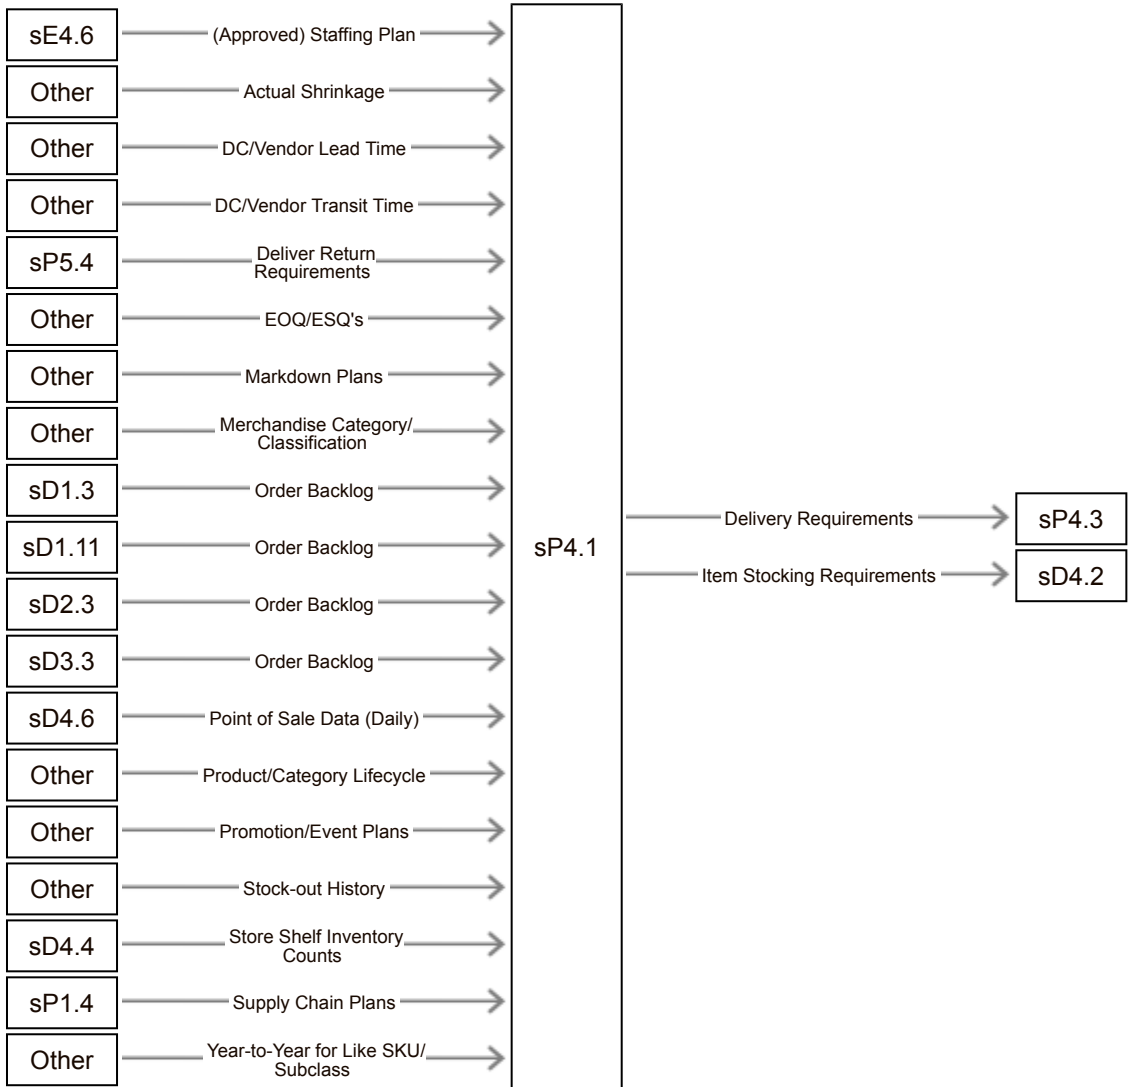 sE4.6 (Approved) Staffing Plan
Other Actual Shrinkage
Other DC/Vendor Lead Time
Other DC/Vendor Transit Time
sP5.4 Deliver Return
Requirements
Other EOQ/ESQ's
Other Markdown Plans
Other Merchandise Category/
Classification
sD1.3 Order Backlog
sD1.11 Order Backlog
sD2.3 Order Backlog
sD3.3 Order Backlog
sD4.6 Point of Sale Data (Daily)
Other Product/Category Lifecycle
Other Promotion/Event Plans
Other Stock-out History
sD4.4 Store Shelf Inventory
Counts
sP1.4 Supply Chain Plans
Other Year-to-Year for Like SKU/
Subclass
sP4.1
Delivery Requirements sP4.3
Item Stocking Requirements sD4.2